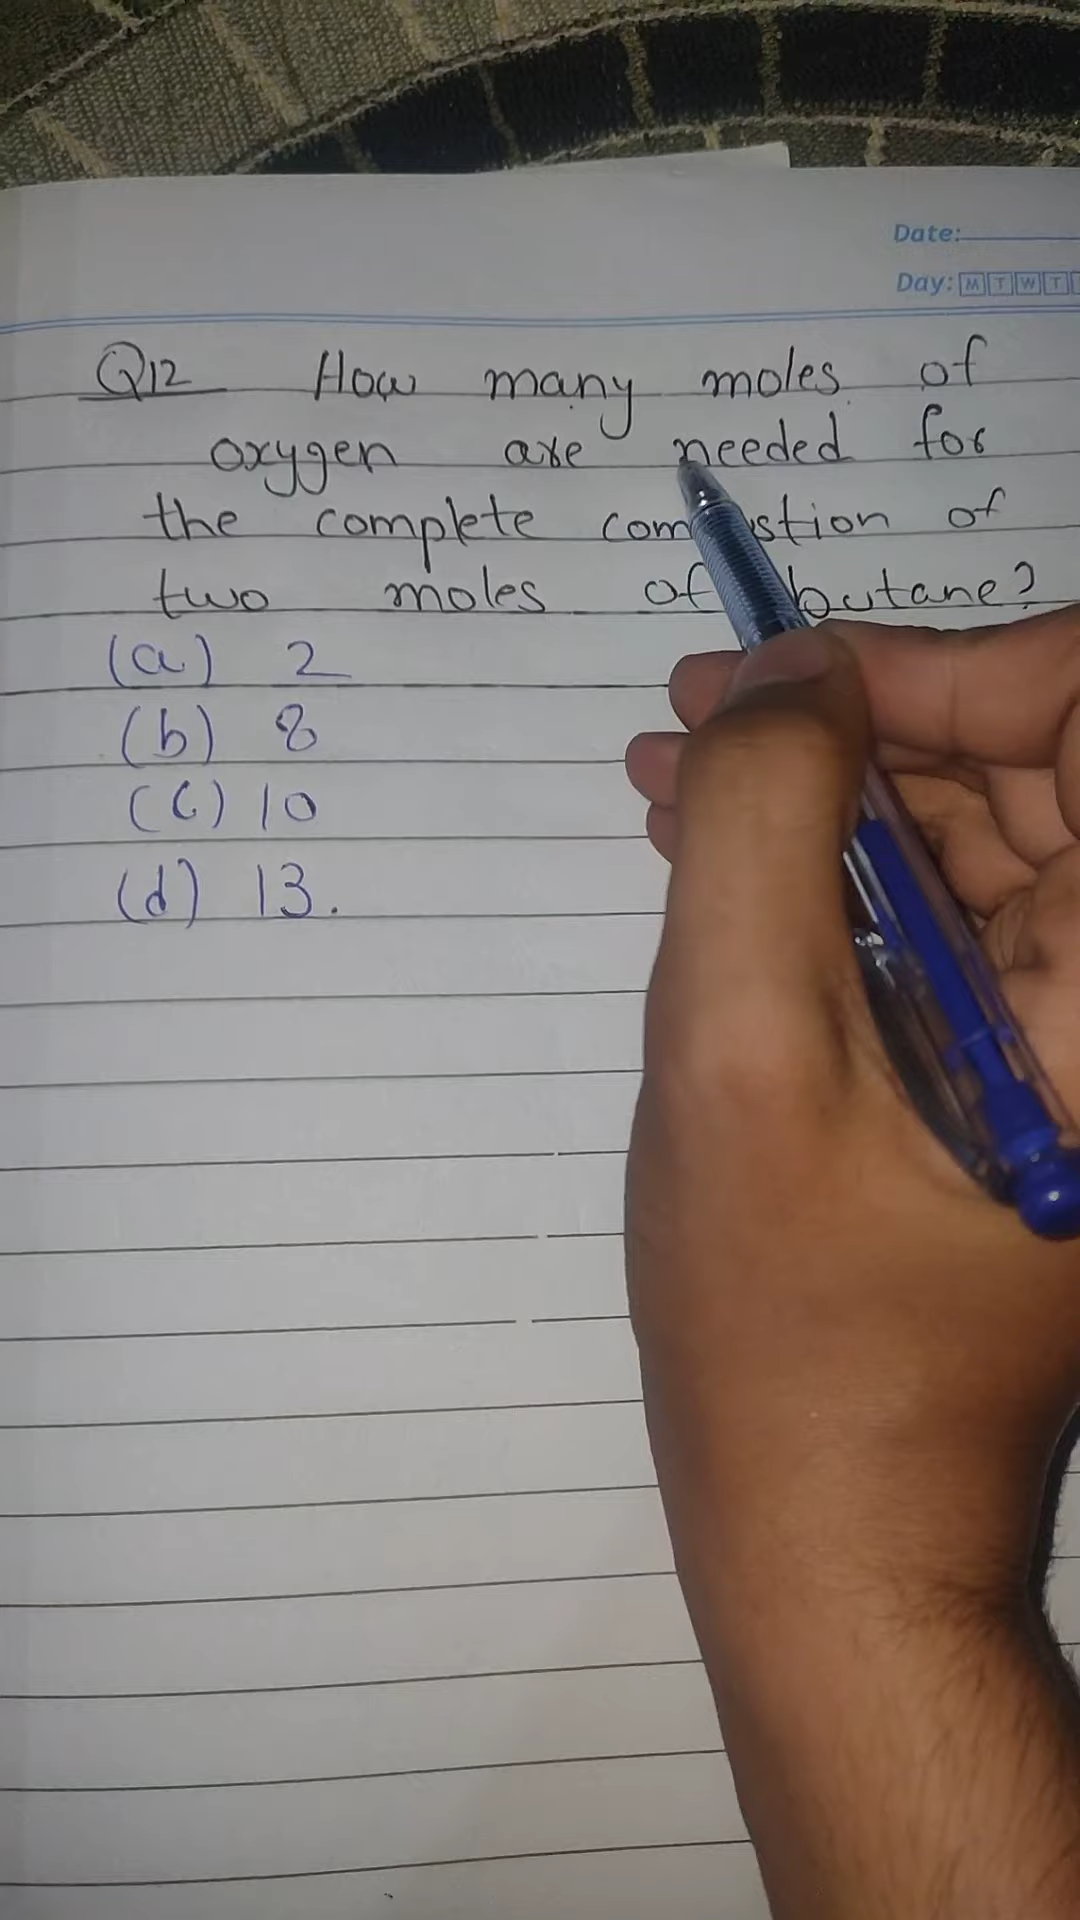 Date:
Day: M T W T
Q12 How many moles of
oxygen are needed for
the complete of
two moles of butane?
(a) 2
(b) 8
(c) 10
(d) 13.